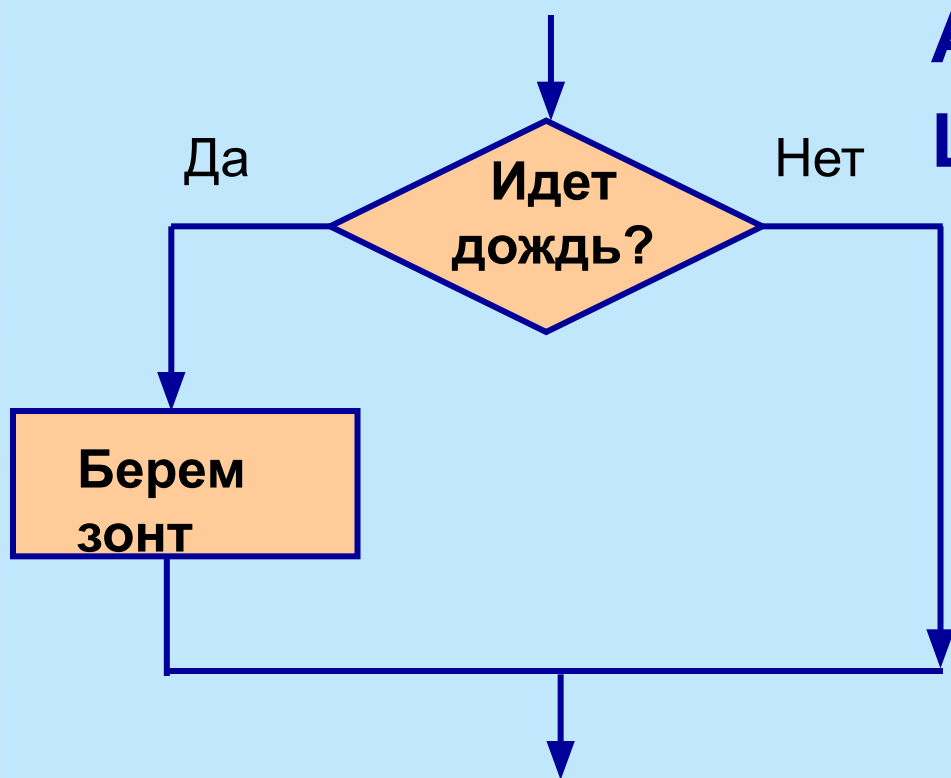 Да
Идет
дождь?
Нет
Берем
зонт